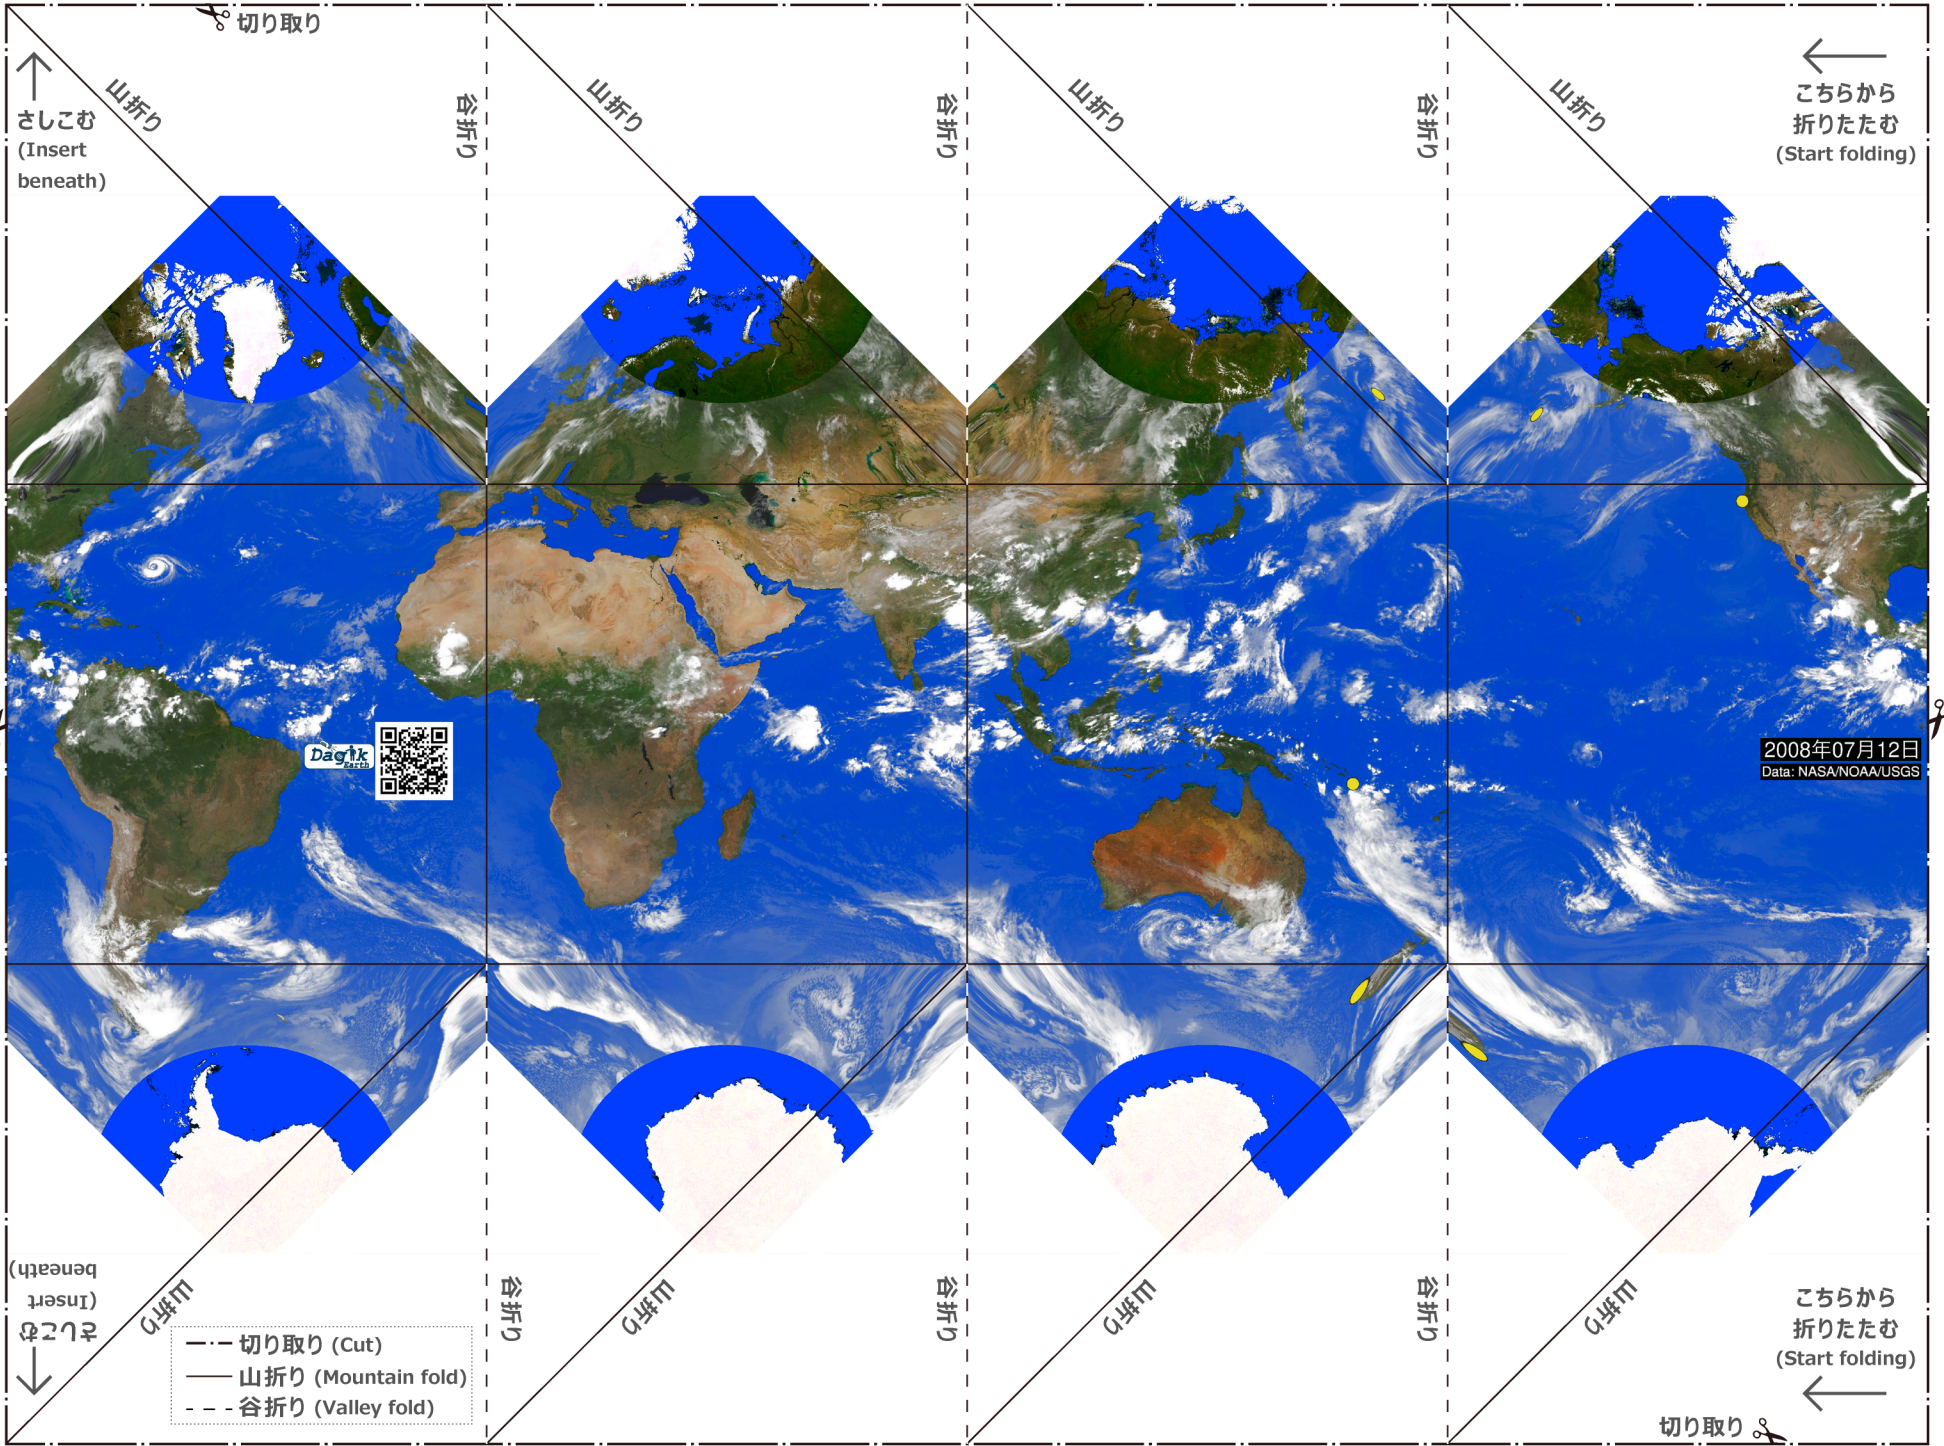 切り取り
山折り
谷折り
山折り
谷折り
山折り
谷折り
山折り
さしこむ
(Insert
beneath)
こちらから
折りたたむ
(Start folding)
Dagik
Earth
2008年07月12日
Data: NASA/NOAA/USGS
さしこむ
(Insert
beneath)
山折り
谷折り
山折り
谷折り
山折り
谷折り
山折り
こちらから
折りたたむ
(Start folding)
切り取り (Cut)
山折り (Mountain fold)
谷折り (Valley fold)
切り取り